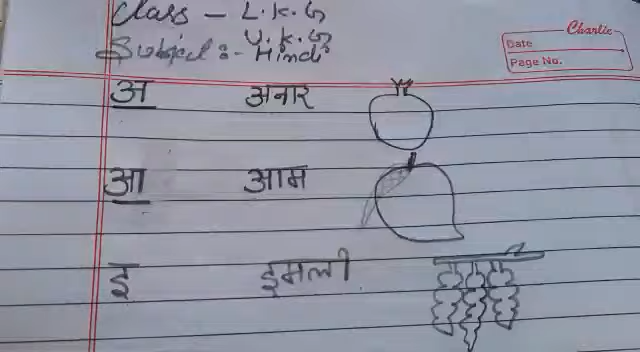 Class - L.K.G
U.K.G
Subject :- Hindi
Charlie
Date
Page No.
अ अनार
आ आम
इ इमली